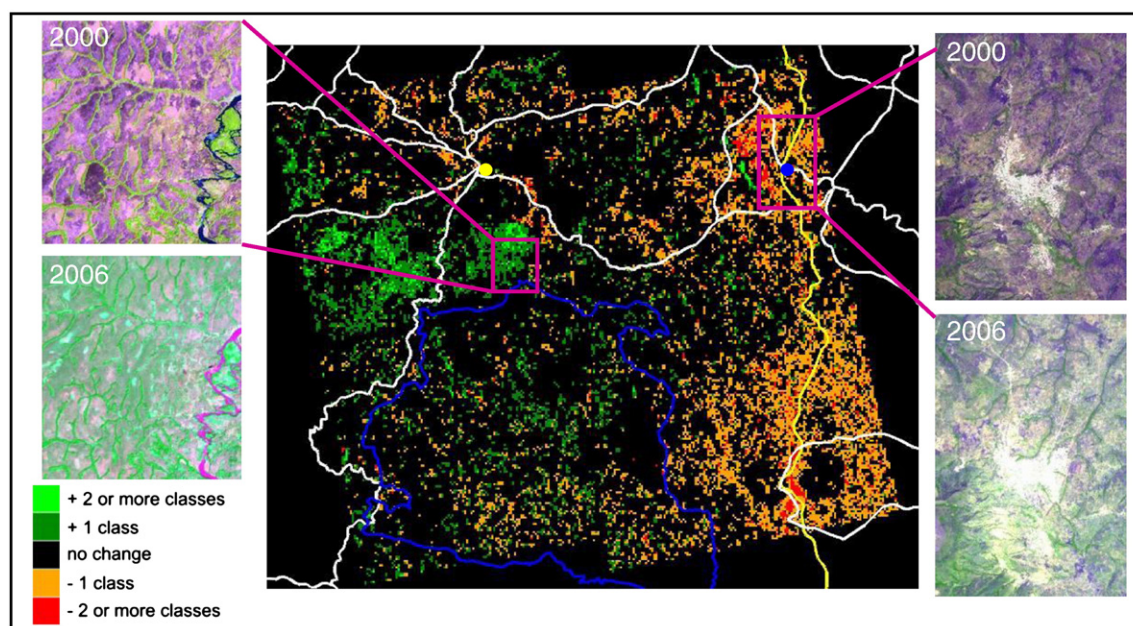 2000
2006
+ 2 or more classes
+ 1 class
no change
- 1 class
- 2 or more classes
2000
2006